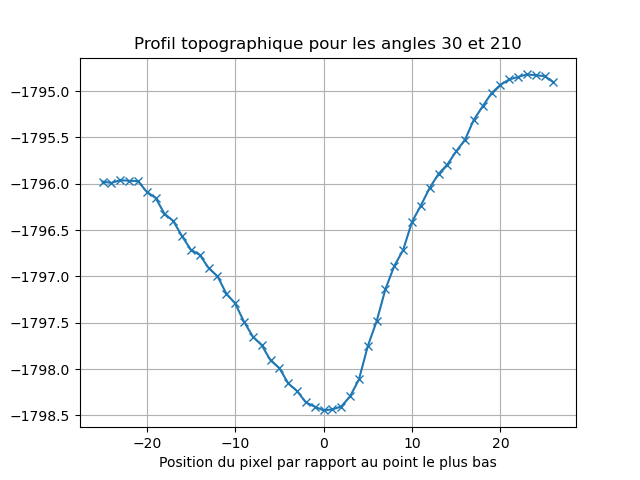 Profil topographique pour les angles 30 et 210
−1795.0
−1795.5
−1796.0
−1796.5
−1797.0
−1797.5
−1798.0
−1798.5
−20 −10 0 10 20
Position du pixel par rapport au point le plus bas